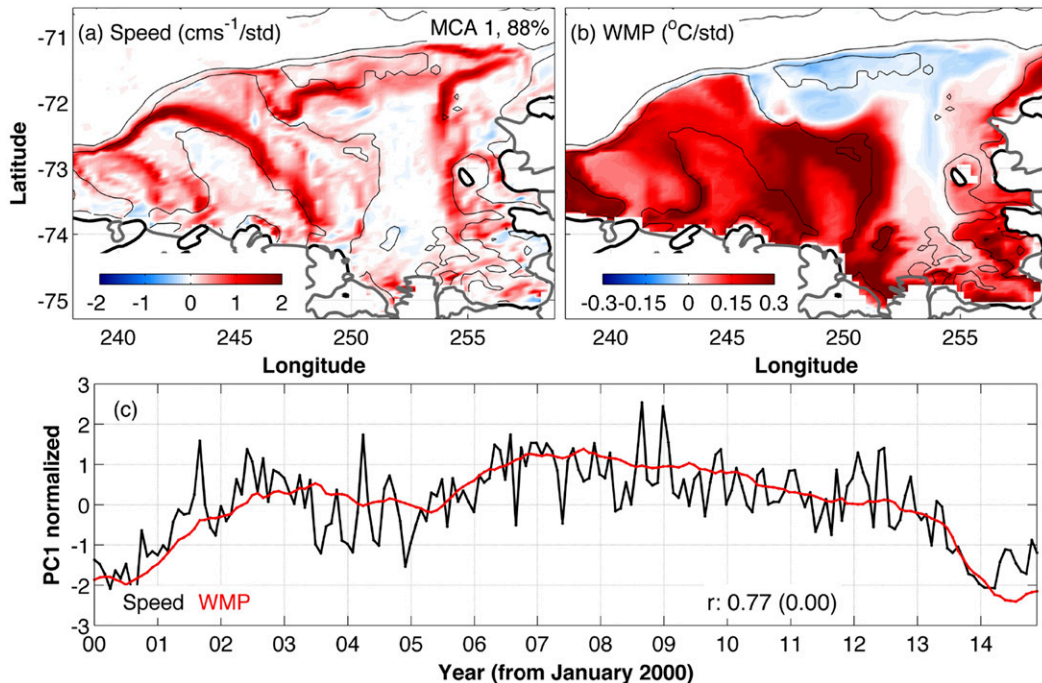 (a) Speed (cms⁻¹/std)
MCA 1, 88%
(b) WMP (°C/std)
-71
-72
-73
-74
-75
Latitude
-2 -1 0 1 2
-0.3 -0.15 0 0.15 0.3
240 245 250 255
240 245 250 255
Longitude
Longitude
(c)
3
2
1
0
-1
-2
-3
PC1 normalized
Speed WMP
r: 0.77 (0.00)
00 01 02 03 04 05 06 07 08 09 10 11 12 13 14
Year (from January 2000)